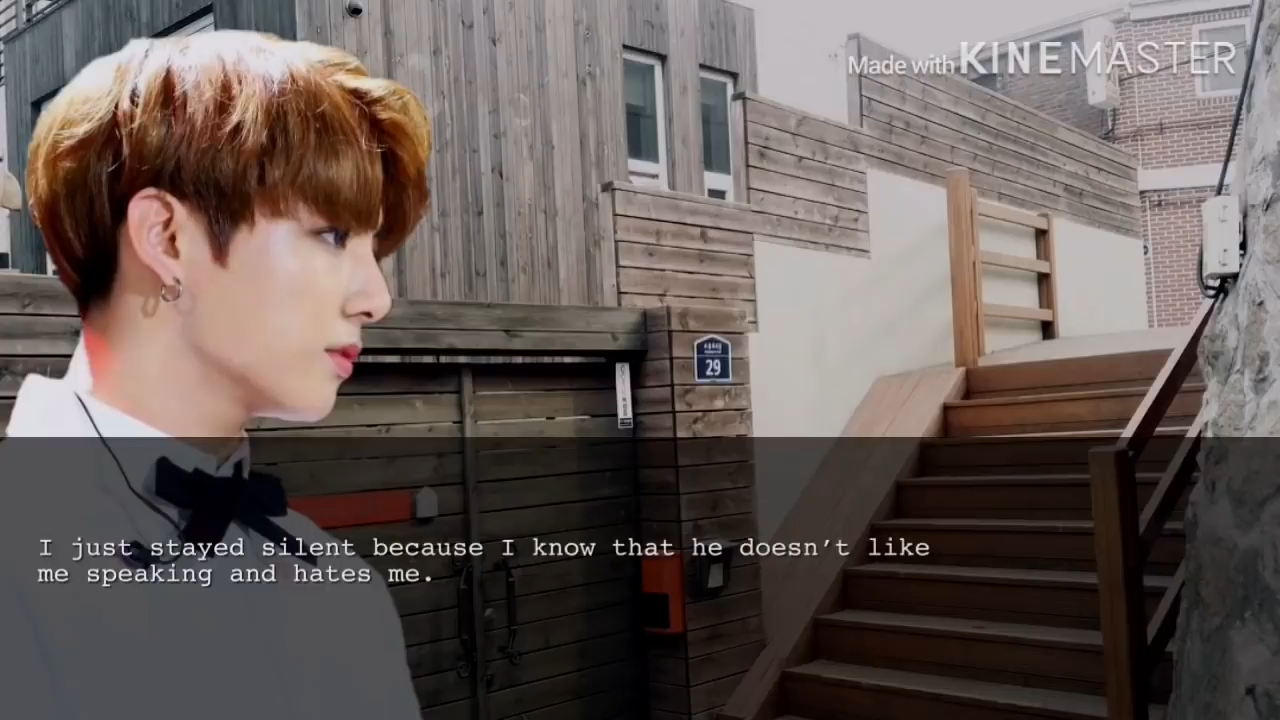 Made with KINEMASTER
29
I just stayed silent because I know that he doesn't like
me speaking and hates me.